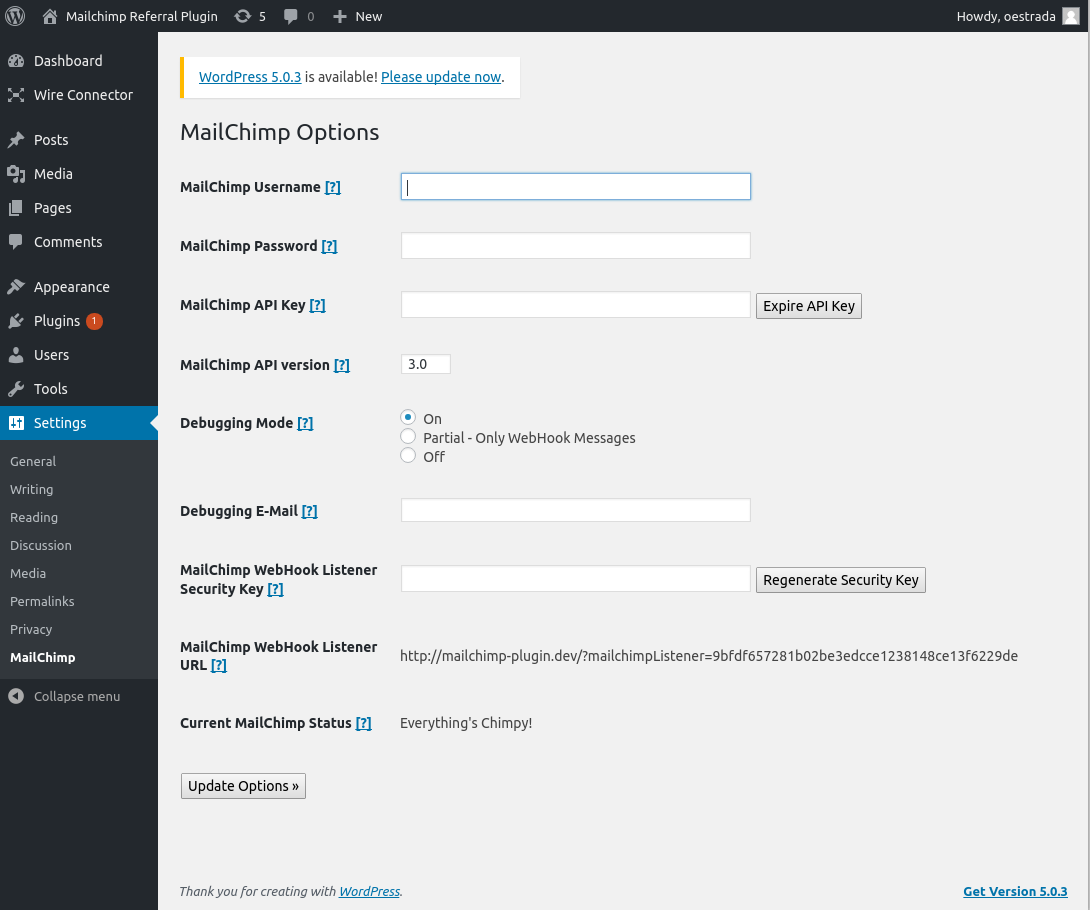 Mailchimp Referral Plugin 5 0 New Howdy, oestrada
Dashboard
Wire Connector
Posts
Media
Pages
Comments
Appearance
Plugins 1
Users
Tools
Settings
General
Writing
Reading
Discussion
Media
Permalinks
Privacy
MailChimp
Collapse menu
WordPress 5.0.3 is available! Please update now.
MailChimp Options
MailChimp Username [?]
MailChimp Password [?]
MailChimp API Key [?] Expire API Key
MailChimp API version [?] 3.0
Debugging Mode [?] On
Partial - Only WebHook Messages
Off
Debugging E-Mail [?]
MailChimp WebHook Listener
Security Key [?] Regenerate Security Key
MailChimp WebHook Listener
URL [?] http://mailchimp-plugin.dev/?mailchimpListener=9bfdf657281b02be3edcce1238148ce13f6229de
Current MailChimp Status [?] Everything's Chimpy!
Update Options »
Thank you for creating with WordPress. Get Version 5.0.3